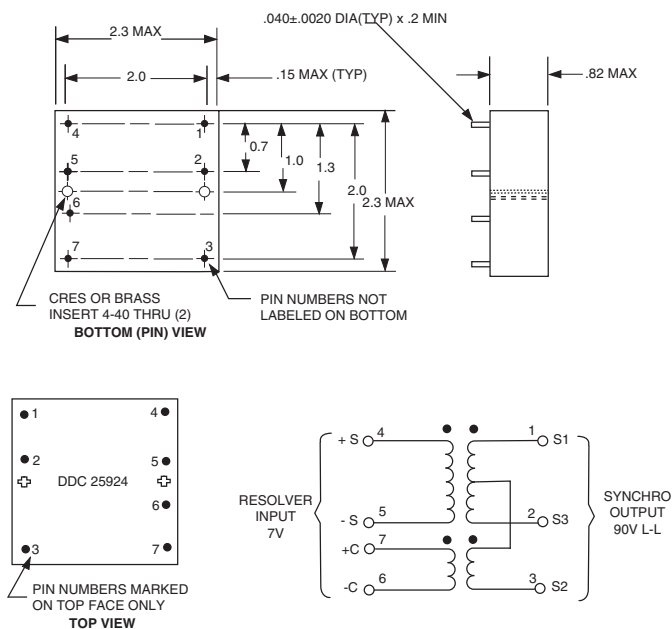 .040±.0020 DIA(TYP) x .2 MIN
2.3 MAX
2.0
.15 MAX (TYP)
.82 MAX
4
1
5
2
6
7
3
0.7
1.0
1.3
2.0
2.3 MAX
CRES OR BRASS
INSERT 4-40 THRU (2)
PIN NUMBERS NOT
LABELED ON BOTTOM
BOTTOM (PIN) VIEW
1
4
2
DDC 25924
5
6
3
7
PIN NUMBERS MARKED
ON TOP FACE ONLY
TOP VIEW
RESOLVER
INPUT
7V
+ S
4
- S
5
+C
7
-C
6
1
S1
2
S3
3
S2
SYNCHRO
OUTPUT
90V L-L